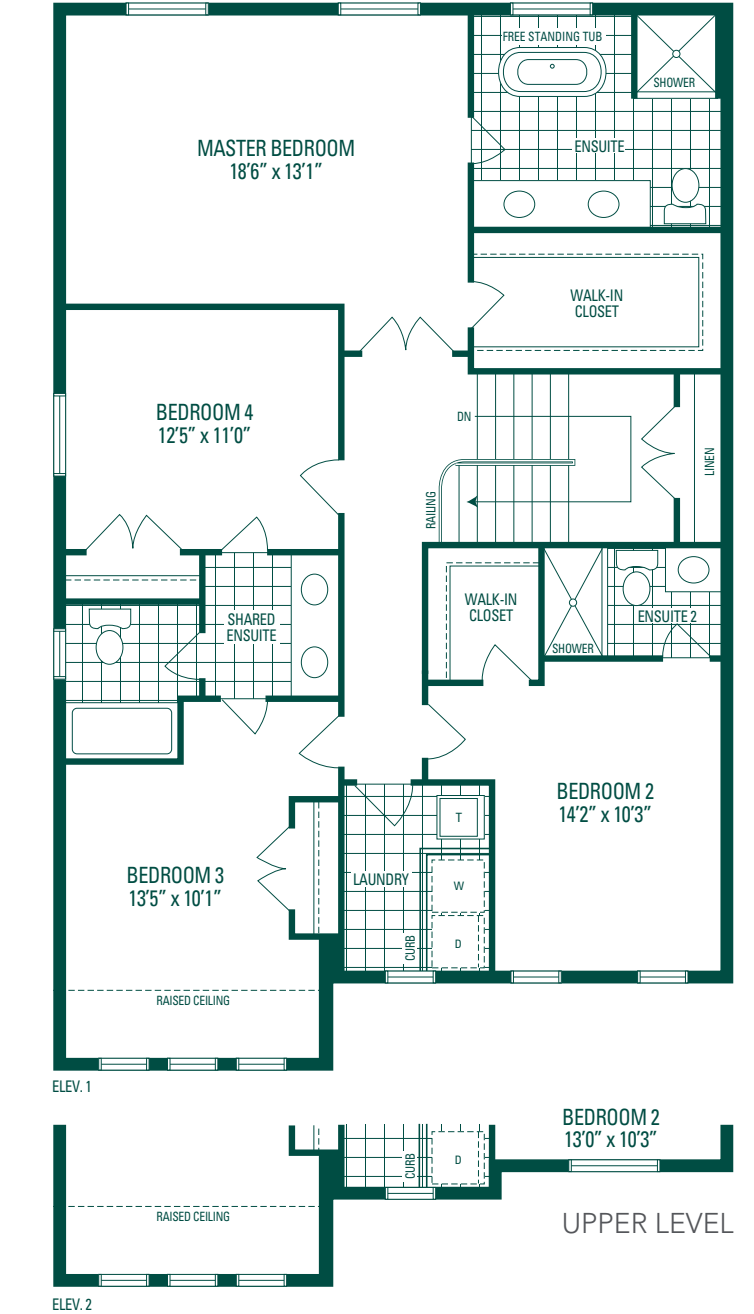 FREE STANDING TUB
SHOWER
MASTER BEDROOM
18'6" x 13'1"
ENSUITE
WALK-IN
CLOSET
BEDROOM 4
12'5" x 11'0"
DN
LINEN
RAILING
WALK-IN
CLOSET
SHARED
ENSUITE
ENSUITE 2
SHOWER
BEDROOM 2
14'2" x 10'3"
T
BEDROOM 3
13'5" x 10'1"
LAUNDRY
W
CURB
D
RAISED CEILING
ELEV. 1
BEDROOM 2
13'0" x 10'3"
CURB
D
RAISED CEILING
UPPER LEVEL
ELEV. 2